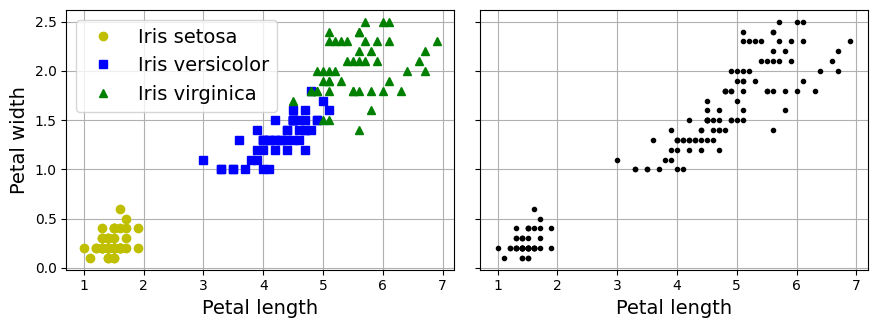 Iris setosa
Iris versicolor
Iris virginica
Petal width
2.5
2.0
1.5
1.0
0.5
0.0
1 2 3 4 5 6 7
Petal length
1 2 3 4 5 6 7
Petal length